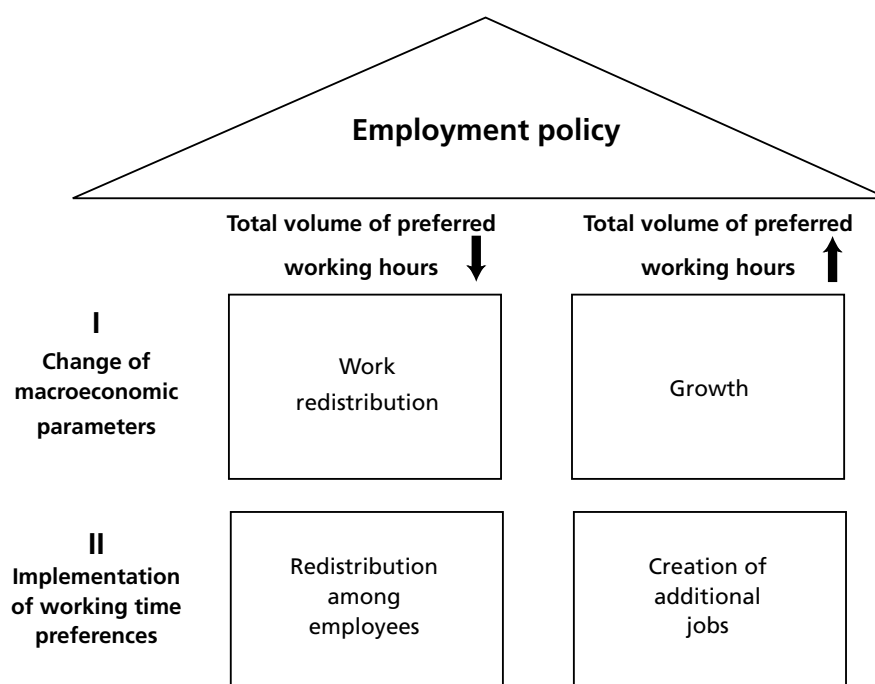 Employment policy
Total volume of preferred
working hours
Total volume of preferred
working hours
I
Change of
macroeconomic
parameters
Work
redistribution
Growth
II
Implementation
of working time
preferences
Redistribution
among
employees
Creation of
additional
jobs